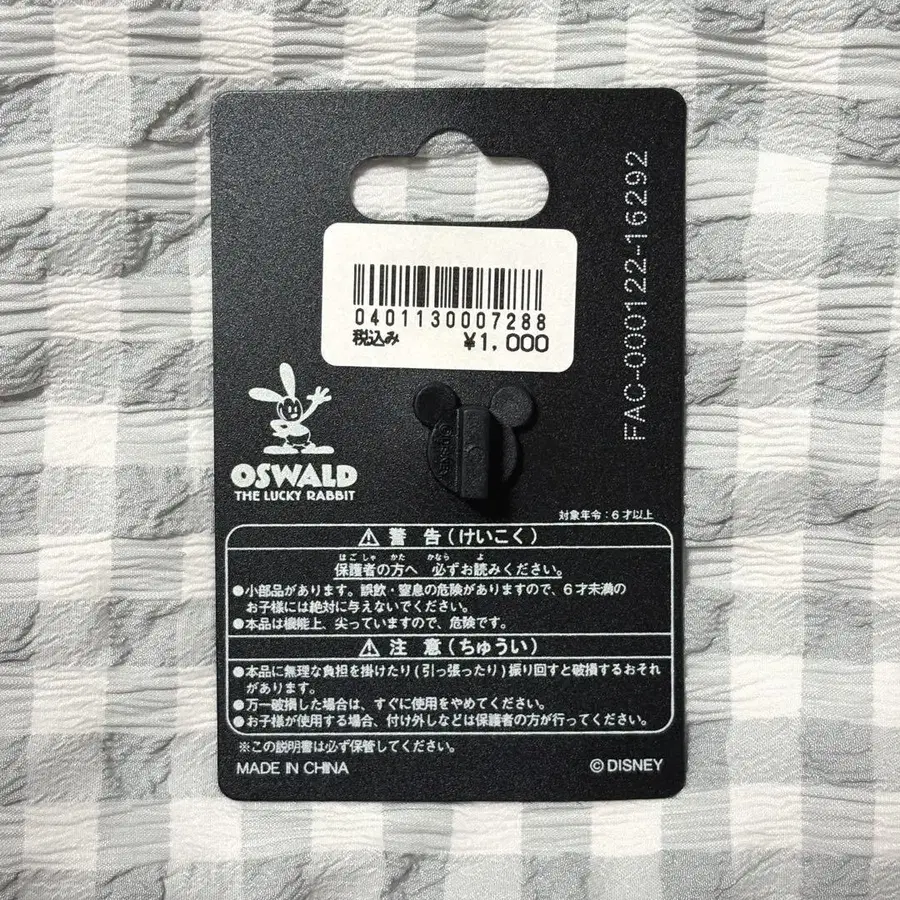 0401130007288
税込み ¥1,000
FAC-000122-16292
OSWALD
THE LUCKY RABBIT
対象年令：6才以上
⚠ 警 告（けいこく）
ほごしゃ かた かなら よ
保護者の方へ 必ずお読みください。
●小部品があります。誤飲・窒息の危険がありますので、6才未満の
お子様には絶対に与えないでください。
●本品は機能上、尖っていますので、危険です。
⚠ 注 意（ちゅうい）
●本品に無理な負担を掛けたり（引っ張ったり）振り回すと破損するおそれ
があります。
●万一破損した場合は、すぐに使用をやめてください。
●お子様が使用する場合、付け外しなどは保護者の方が行ってください。
※この説明書は必ず保管してください。
MADE IN CHINA
©DISNEY